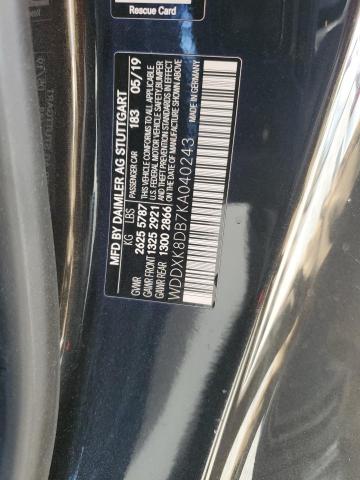 Rescue Card
MFD BY DAIMLER AG STUTTGART
KG LBS PASSENGER CAR 183 05/19
GVWR 2625 5787 THIS VEHICLE CONFORMS TO ALL APPLICABLE
GAWR FRONT 1325 2921 U.S. FEDERAL MOTOR VEHICLE SAFETY,BUMPER
GAWR REAR 1300 2866 AND THEFT PREVENTION STANDARDS IN EFFECT
ON THE DATE OF MANUFACTURE SHOWN ABOVE
WDDXK8DB7KA040243
MADE IN GERMANY